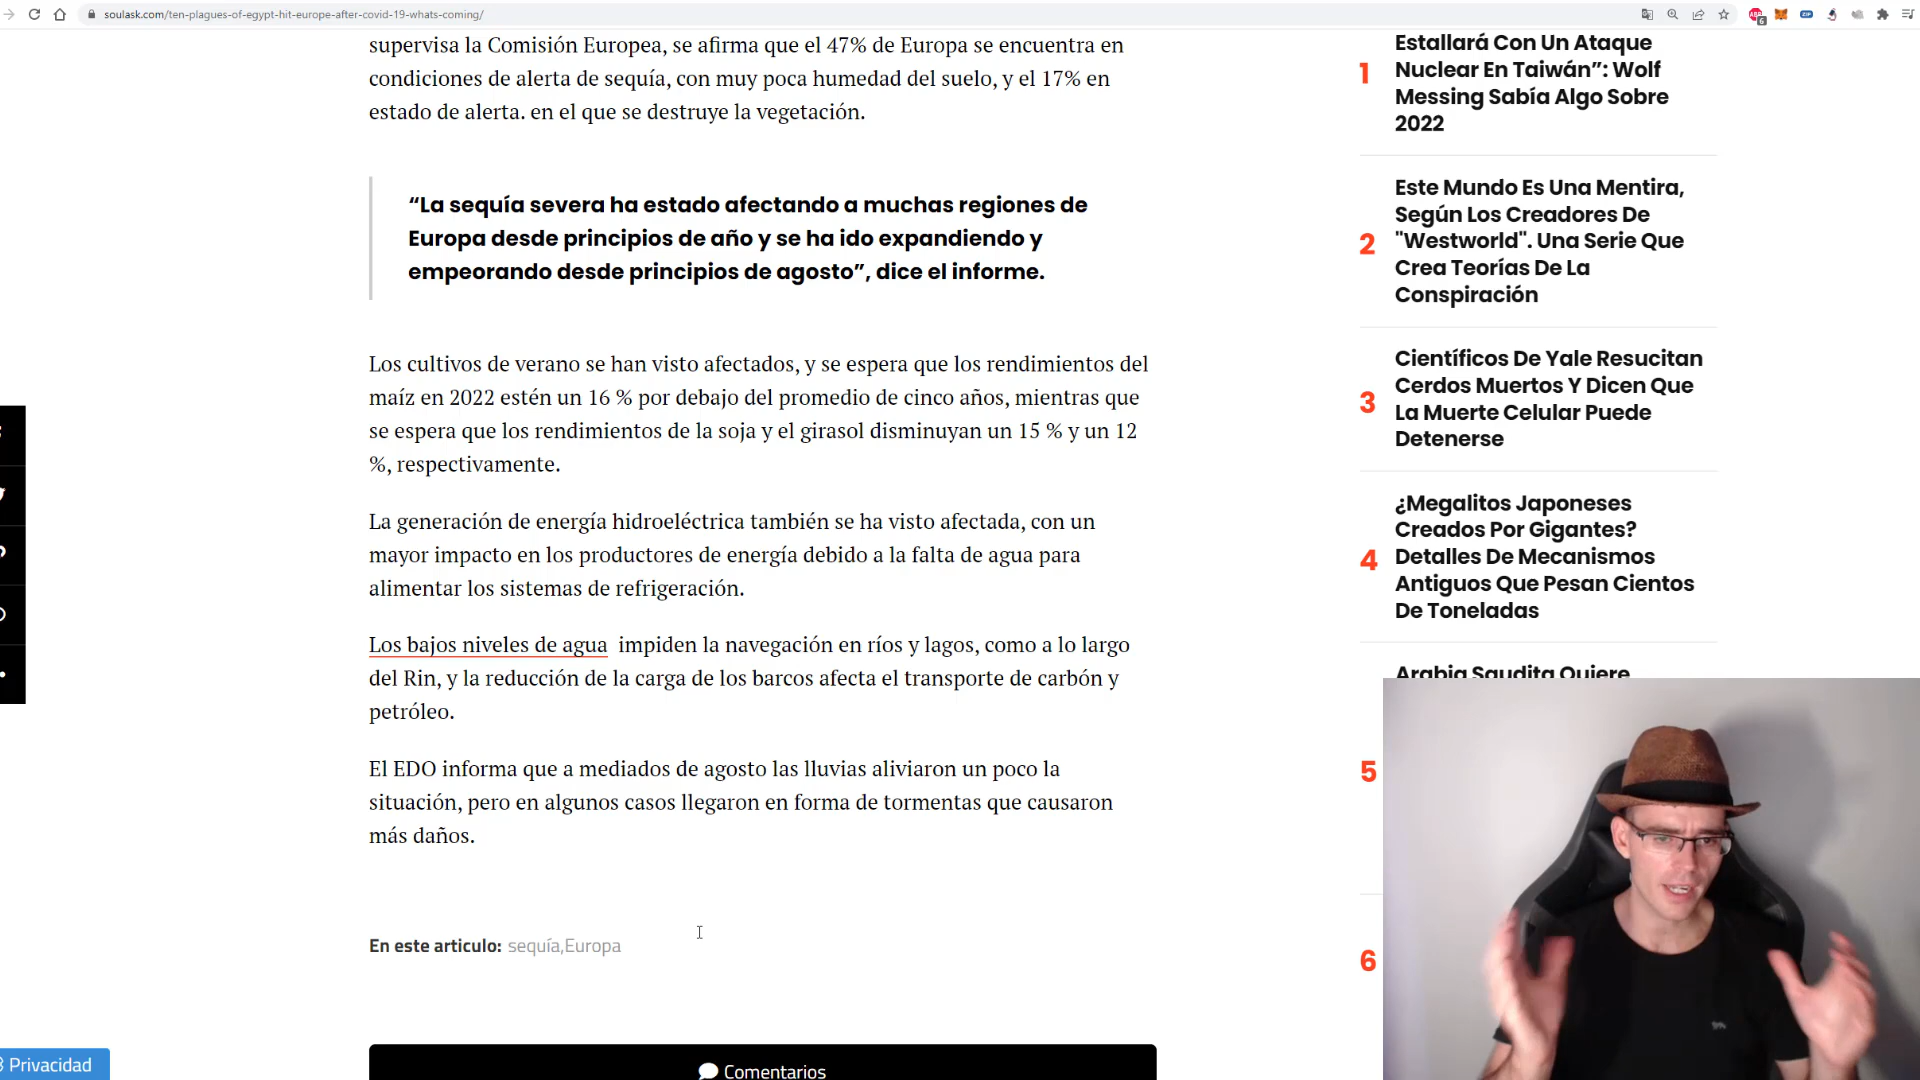 soulask.com/ten-plagues-of-egypt-hit-europe-after-covid-19-whats-coming/
supervisa la Comisión Europea, se afirma que el 47% de Europa se encuentra en
condiciones de alerta de sequía, con muy poca humedad del suelo, y el 17% en
estado de alerta. en el que se destruye la vegetación.
“La sequía severa ha estado afectando a muchas regiones de
Europa desde principios de año y se ha ido expandiendo y
empeorando desde principios de agosto”, dice el informe.
Los cultivos de verano se han visto afectados, y se espera que los rendimientos del
maíz en 2022 estén un 16 % por debajo del promedio de cinco años, mientras que
se espera que los rendimientos de la soja y el girasol disminuyan un 15 % y un 12
%, respectivamente.
La generación de energía hidroeléctrica también se ha visto afectada, con un
mayor impacto en los productores de energía debido a la falta de agua para
alimentar los sistemas de refrigeración.
Los bajos niveles de agua impiden la navegación en ríos y lagos, como a lo largo
del Rin, y la reducción de la carga de los barcos afecta el transporte de carbón y
petróleo.
El EDO informa que a mediados de agosto las lluvias aliviaron un poco la
situación, pero en algunos casos llegaron en forma de tormentas que causaron
más daños.
En este articulo: sequía,Europa
Comentarios
Privacidad
1
Estallará Con Un Ataque
Nuclear En Taiwán”: Wolf
Messing Sabía Algo Sobre
2022
2
Este Mundo Es Una Mentira,
Según Los Creadores De
"Westworld". Una Serie Que
Crea Teorías De La
Conspiración
3
Científicos De Yale Resucitan
Cerdos Muertos Y Dicen Que
La Muerte Celular Puede
Detenerse
4
¿Megalitos Japoneses
Creados Por Gigantes?
Detalles De Mecanismos
Antiguos Que Pesan Cientos
De Toneladas
5
Arabia Saudita Quiere
6